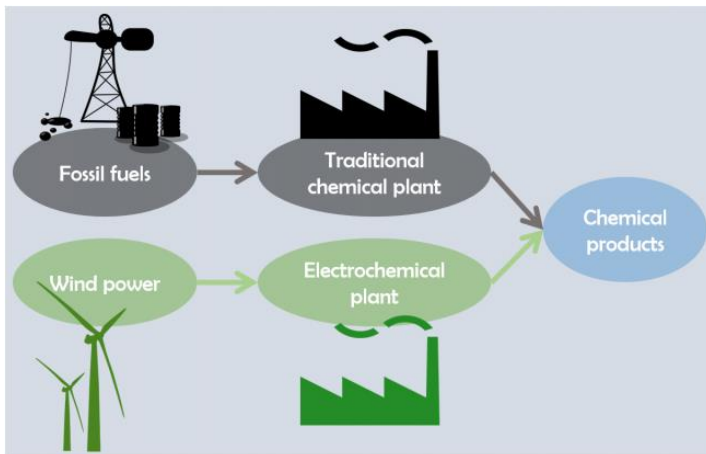 Fossil fuels
Traditional
chemical plant
Chemical
products
Wind power
Electrochemical
plant